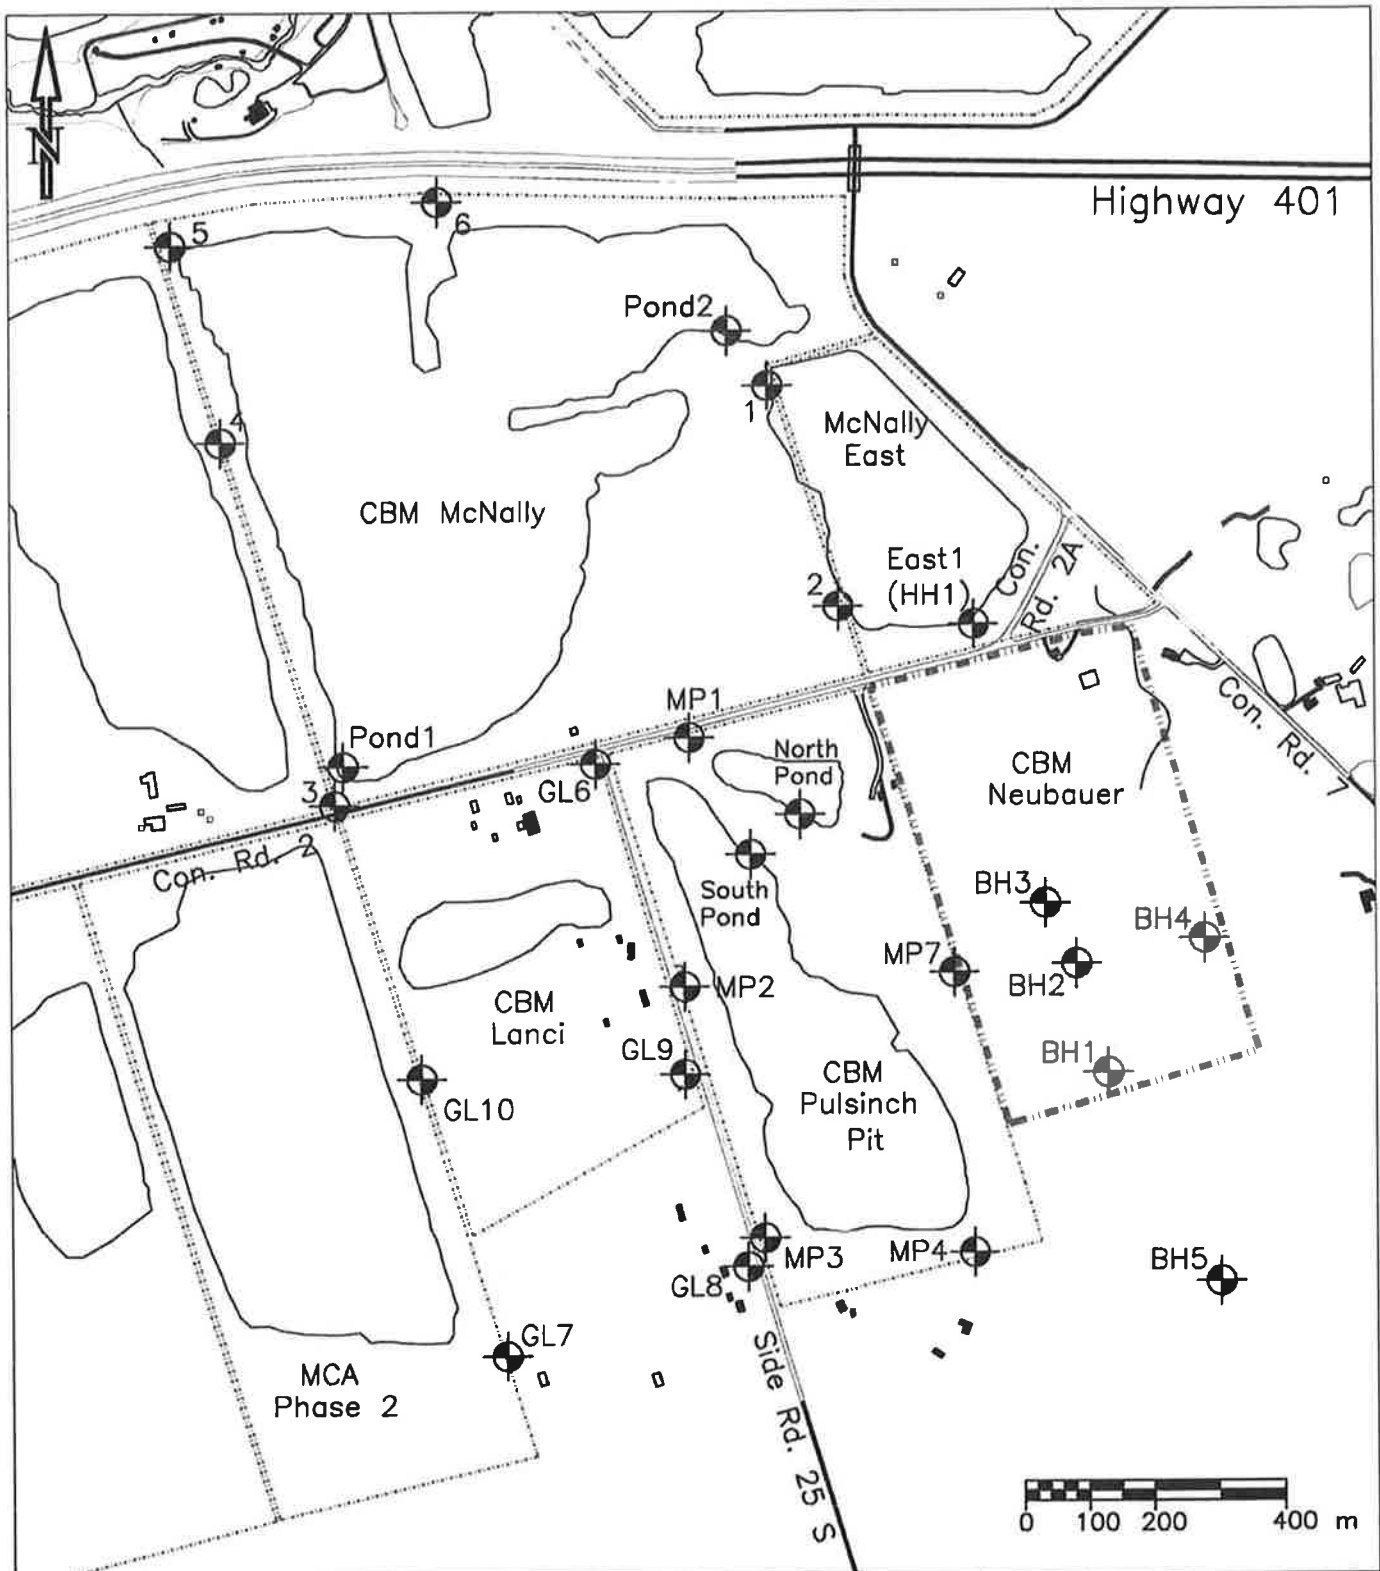 N
Highway 401
5
6
Pond2
1
McNally
East
4
CBM McNally
East1
(HH1)
2
Con.
Rd. 2A
MP1
Pond1
North
Pond
Con. Rd. 7
CBM
Neubauer
3
GL6
Con. Rd. 2
South
Pond
BH3
BH4
MP7
BH2
MP2
CBM
Lanci
GL9
BH1
CBM
Pulsinch
Pit
GL10
MP3
MP4
GL8
BH5
GL7
Side Rd. 25 S
MCA
Phase 2
0 100 200 400 m